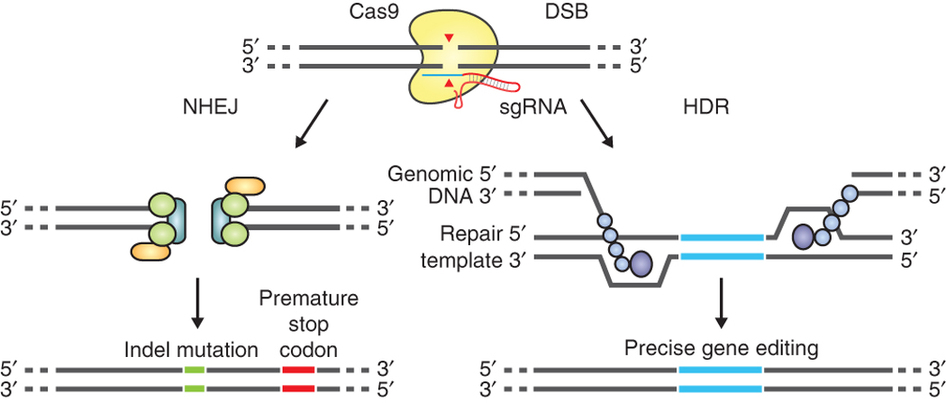 Cas9 DSB
5′ 3′
3′ 5′
NHEJ sgRNA HDR
Genomic 5′ 3′
DNA 3′ 5′
5′ 3′
3′ 5′
Repair 5′ 3′
template 3′ 5′
Premature
stop
Indel mutation codon
Precise gene editing
5′ 3′
3′ 5′
5′ 3′
3′ 5′